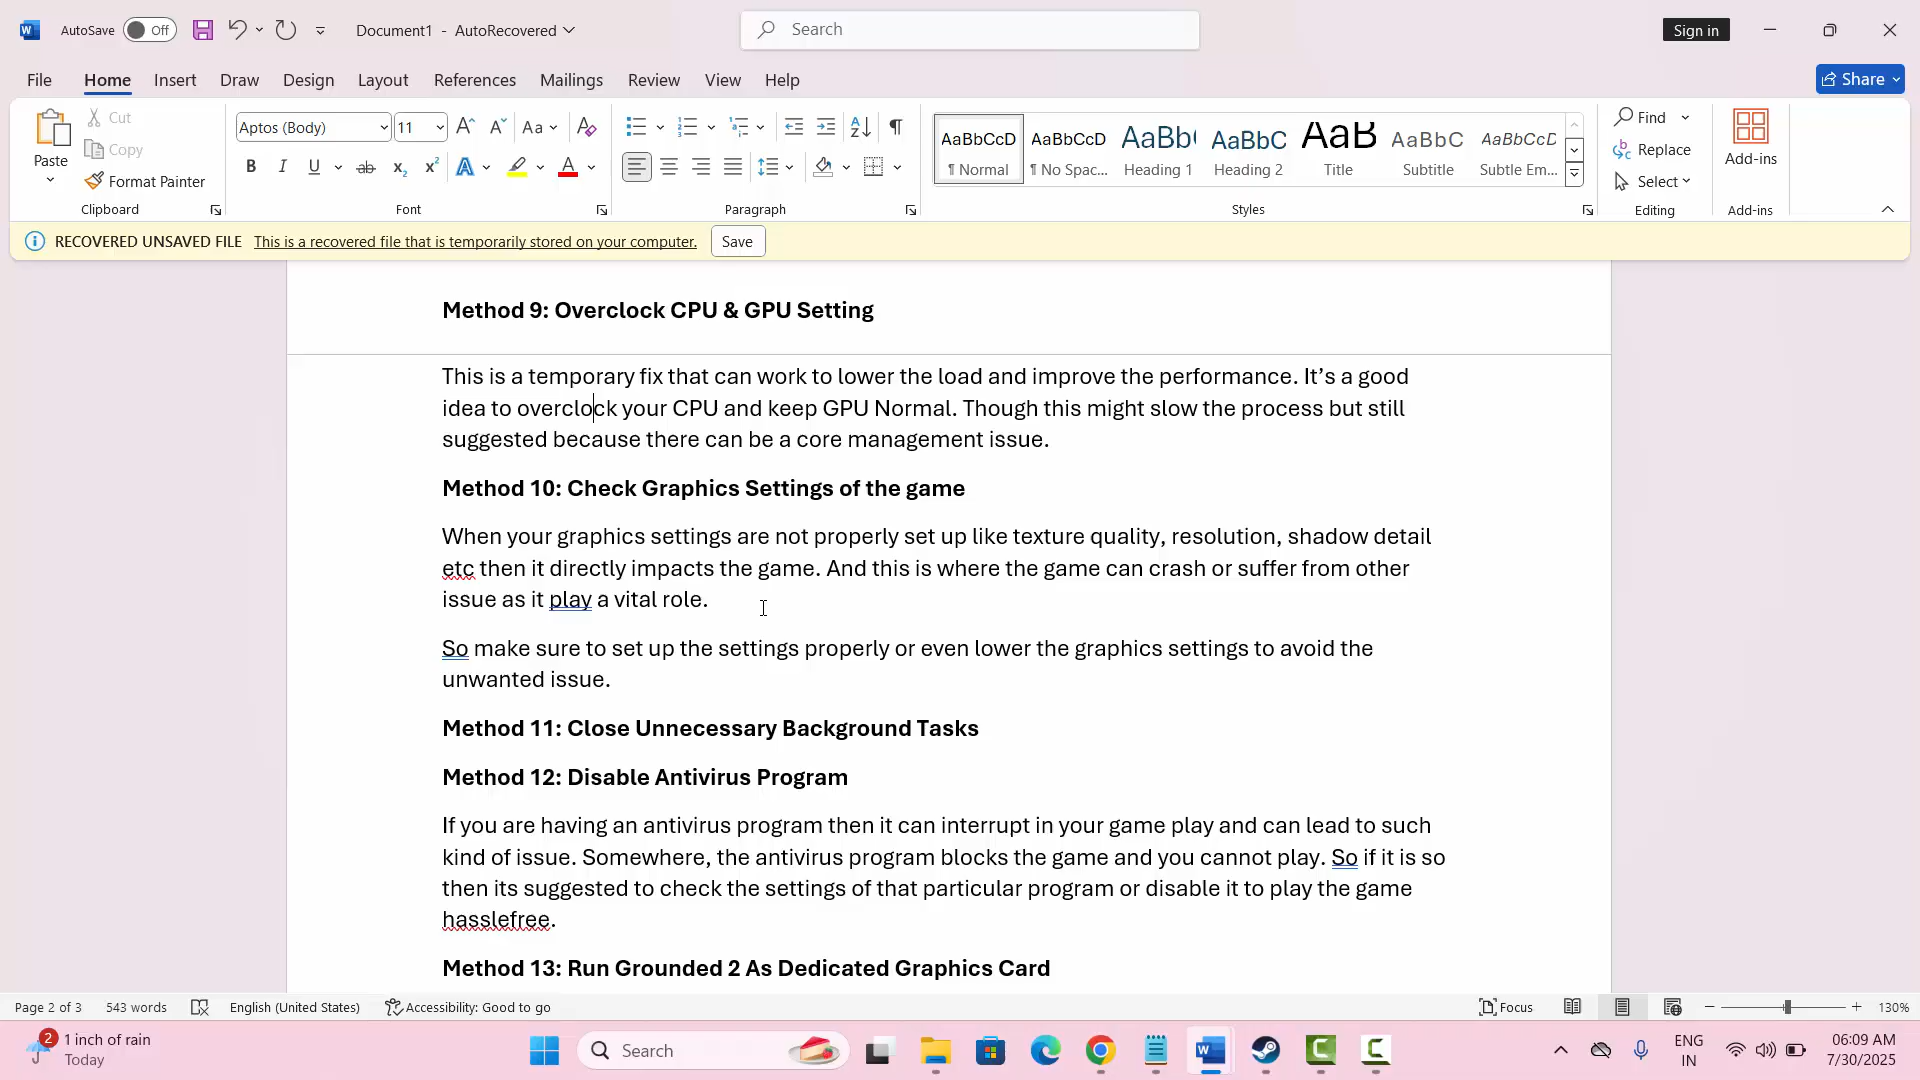 AutoSave Off Document1 - AutoRecovered Search Sign in
File Home Insert Draw Design Layout References Mailings Review View Help Share
Paste Cut Copy Format Painter
Aptos (Body) 11
AaBbCcD ¶ Normal
AaBbCcD ¶ No Spac...
AaBb( Heading 1
AaBbC Heading 2
AaB Title
AaBbC Subtitle
AaBbCcD Subtle Em...
Find
Replace
Select
Add-ins
Clipboard Font Paragraph Styles Editing Add-ins
RECOVERED UNSAVED FILE This is a recovered file that is temporarily stored on your computer. Save
Method 9: Overclock CPU & GPU Setting
This is a temporary fix that can work to lower the load and improve the performance. It’s a good
idea to overclock your CPU and keep GPU Normal. Though this might slow the process but still
suggested because there can be a core management issue.
Method 10: Check Graphics Settings of the game
When your graphics settings are not properly set up like texture quality, resolution, shadow detail
etc then it directly impacts the game. And this is where the game can crash or suffer from other
issue as it play a vital role.
So make sure to set up the settings properly or even lower the graphics settings to avoid the
unwanted issue.
Method 11: Close Unnecessary Background Tasks
Method 12: Disable Antivirus Program
If you are having an antivirus program then it can interrupt in your game play and can lead to such
kind of issue. Somewhere, the antivirus program blocks the game and you cannot play. So if it is so
then its suggested to check the settings of that particular program or disable it to play the game
hasslefree.
Method 13: Run Grounded 2 As Dedicated Graphics Card
Page 2 of 3 543 words English (United States) Accessibility: Good to go Focus 130%
2 1 inch of rain
Today
Search
ENG
IN
06:09 AM
7/30/2025